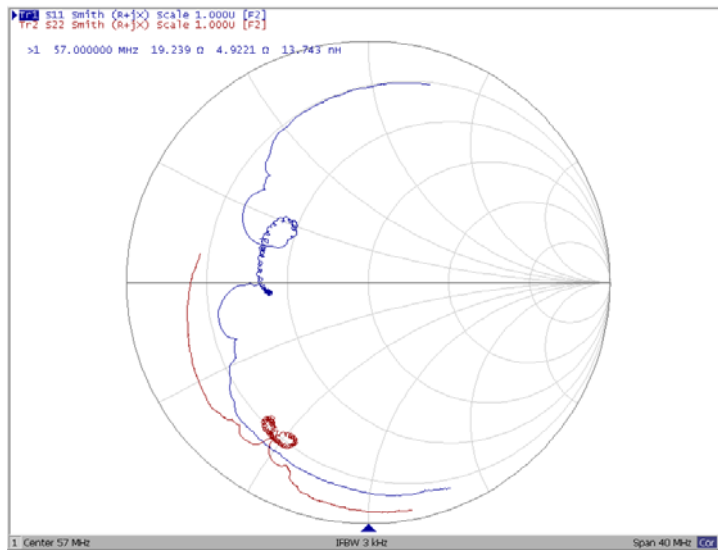 Tr1 S11 Smith (R+jX) Scale 1.000U [F2]
Tr2 S22 Smith (R+jX) Scale 1.000U [F2]
>1 57.000000 MHz 19.239 Ω 4.9221 Ω 13.743 nH
1 Center 57 MHz IFBW 3 kHz Span 40 MHz Cor